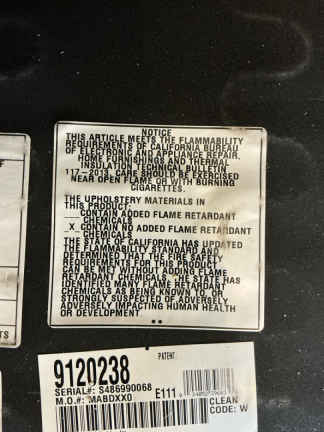 NOTICE
THIS ARTICLE MEETS THE FLAMMABILITY
REQUIREMENTS OF CALIFORNIA BUREAU
OF ELECTRONIC AND APPLIANCE REPAIR,
HOME FURNISHINGS AND THERMAL
INSULATION TECHNICAL BULLETIN
117-2013. CARE SHOULD BE EXERCISED
NEAR OPEN FLAME OR WITH BURNING
CIGARETTES.
THE UPHOLSTERY MATERIALS IN
THIS PRODUCT:
___CONTAIN ADDED FLAME RETARDANT
CHEMICALS
_X_CONTAIN NO ADDED FLAME RETARDANT
CHEMICALS
THE STATE OF CALIFORNIA HAS UPDATED
THE FLAMMABILITY STANDARD AND
DETERMINED THAT THE FIRE SAFETY
REQUIREMENTS FOR THIS PRODUCT
CAN BE MET WITHOUT ADDING FLAME
RETARDANT CHEMICALS. THE STATE HAS
IDENTIFIED MANY FLAME RETARDANT
CHEMICALS AS BEING KNOWN TO, OR
STRONGLY SUSPECTED OF ADVERSELY
ADVERSELY IMPACTING HUMAN HEALTH
OR DEVELOPMENT
TS
PATENT
9120238
SERIAL#: S486990068
M.O.#: MABDXX0
E111
CLEAN
CODE: W